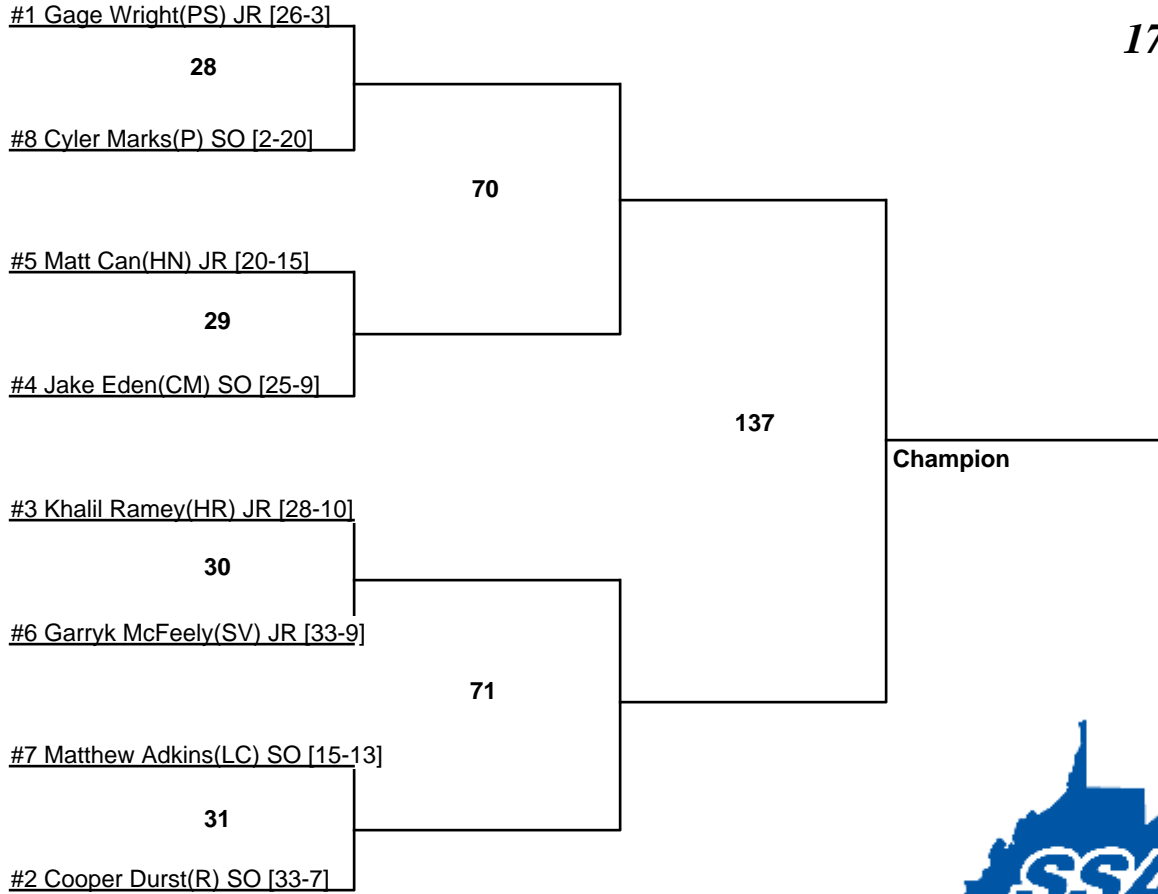 #1 Gage Wright(PS) JR [26-3]
17
28
#8 Cyler Marks(P) SO [2-20]
70
#5 Matt Can(HN) JR [20-15]
29
#4 Jake Eden(CM) SO [25-9]
137
Champion
#3 Khalil Ramey(HR) JR [28-10]
30
#6 Garryk McFeely(SV) JR [33-9]
71
#7 Matthew Adkins(LC) SO [15-13]
31
#2 Cooper Durst(R) SO [33-7]